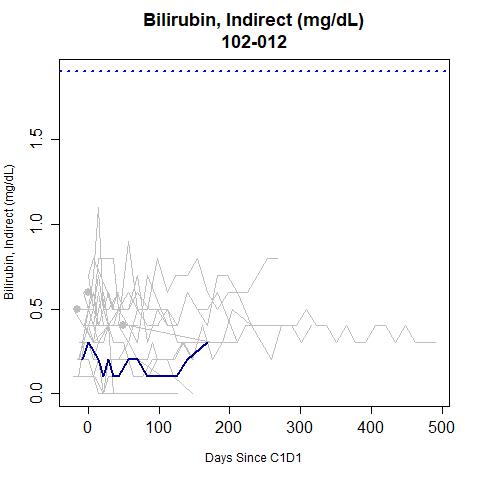 Bilirubin, Indirect (mg/dL)
102-012
Bilirubin, Indirect (mg/dL)
1.5
1.0
0.5
0.0
0 100 200 300 400 500
Days Since C1D1